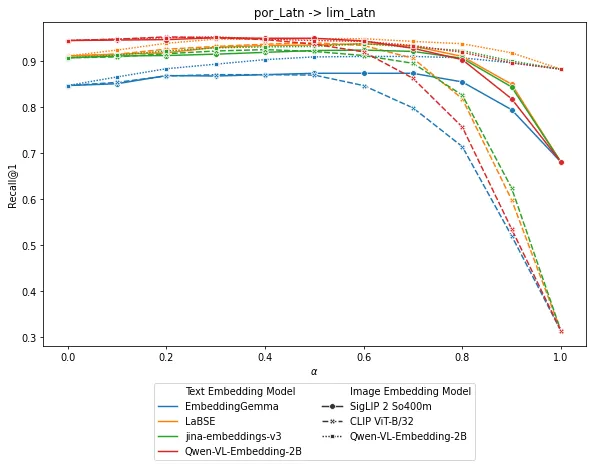 por_Latn -> lim_Latn
Recall@1
0.9
0.8
0.7
0.6
0.5
0.4
0.3
0.0 0.2 0.4 0.6 0.8 1.0
α
Text Embedding Model
EmbeddingGemma
LaBSE
jina-embeddings-v3
Qwen-VL-Embedding-2B
Image Embedding Model
SigLIP 2 So400m
CLIP ViT-B/32
Qwen-VL-Embedding-2B